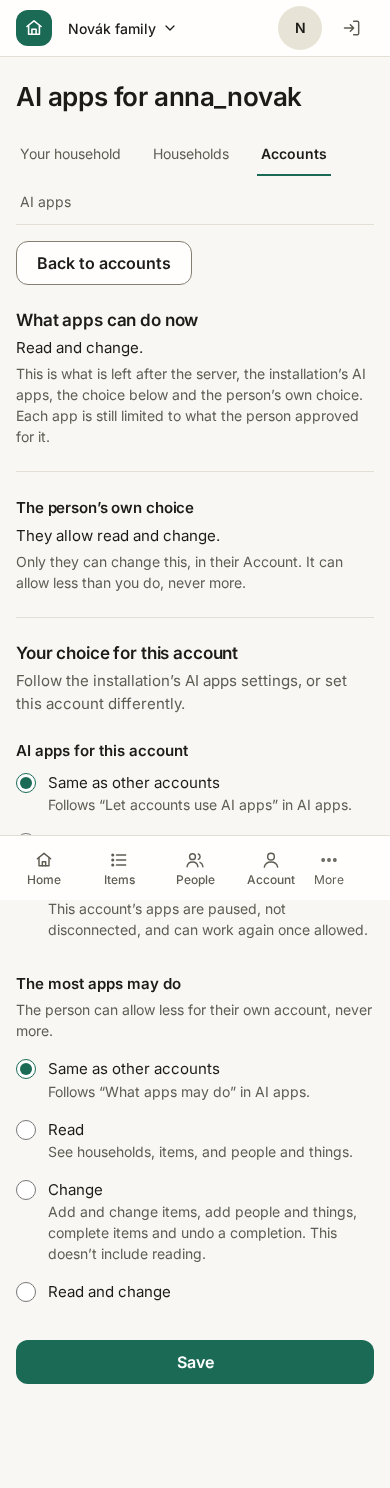 Novák family
N
AI apps for anna_novak
Your household
Households
Accounts
AI apps
Back to accounts
What apps can do now
Read and change.
This is what is left after the server, the installation’s AI
apps, the choice below and the person’s own choice.
Each app is still limited to what the person approved
for it.
The person’s own choice
They allow read and change.
Only they can change this, in their Account. It can
allow less than you do, never more.
Your choice for this account
Follow the installation’s AI apps settings, or set
this account differently.
AI apps for this account
Same as other accounts
Follows “Let accounts use AI apps” in AI apps.
Home
Items
People
Account
More
This account’s apps are paused, not
disconnected, and can work again once allowed.
The most apps may do
The person can allow less for their own account, never
more.
Same as other accounts
Follows “What apps may do” in AI apps.
Read
See households, items, and people and things.
Change
Add and change items, add people and things,
complete items and undo a completion. This
doesn’t include reading.
Read and change
Save